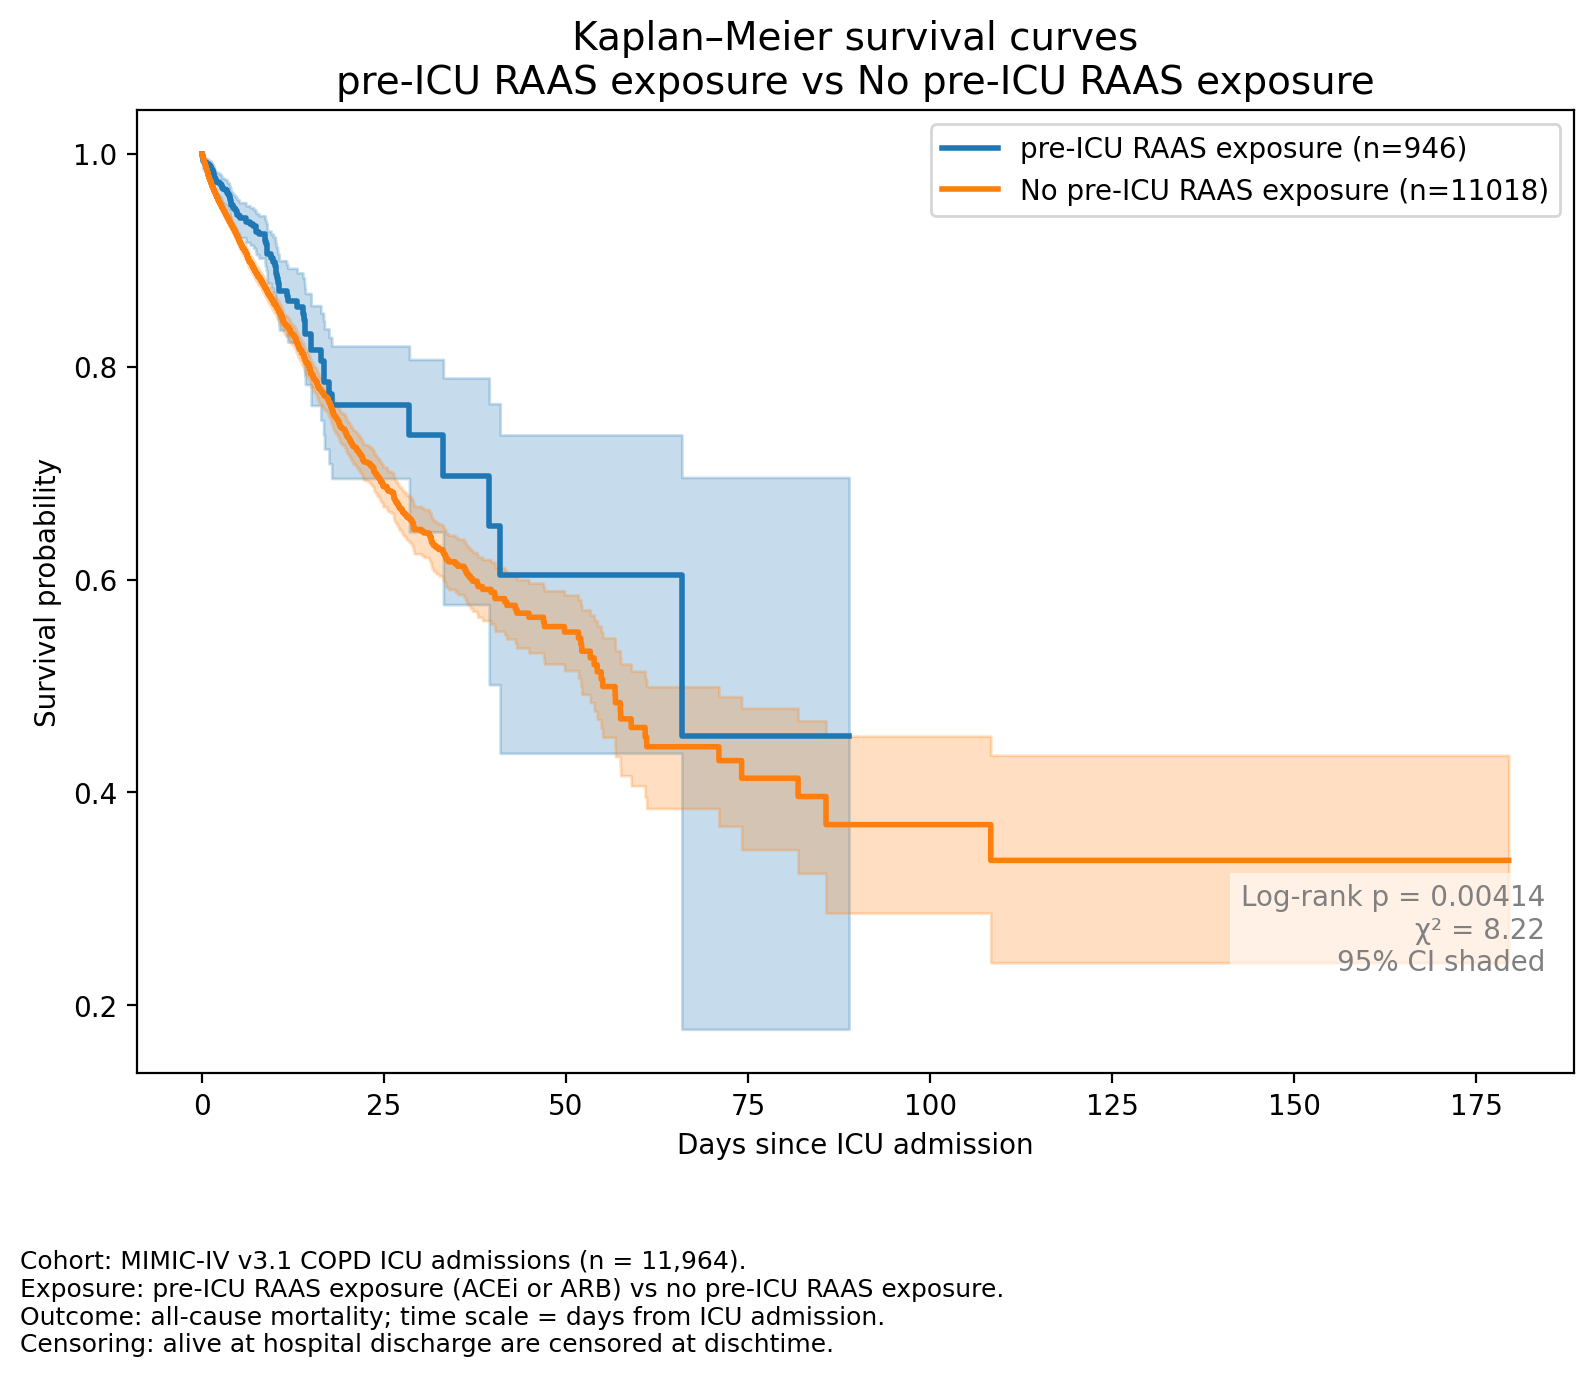 Kaplan–Meier survival curves
pre-ICU RAAS exposure vs No pre-ICU RAAS exposure
pre-ICU RAAS exposure (n=946)
No pre-ICU RAAS exposure (n=11018)
1.0
0.8
0.6
0.4
0.2
Survival probability
Log-rank p = 0.00414
χ² = 8.22
95% CI shaded
0 25 50 75 100 125 150 175
Days since ICU admission
Cohort: MIMIC-IV v3.1 COPD ICU admissions (n = 11,964).
Exposure: pre-ICU RAAS exposure (ACEi or ARB) vs no pre-ICU RAAS exposure.
Outcome: all-cause mortality; time scale = days from ICU admission.
Censoring: alive at hospital discharge are censored at dischtime.